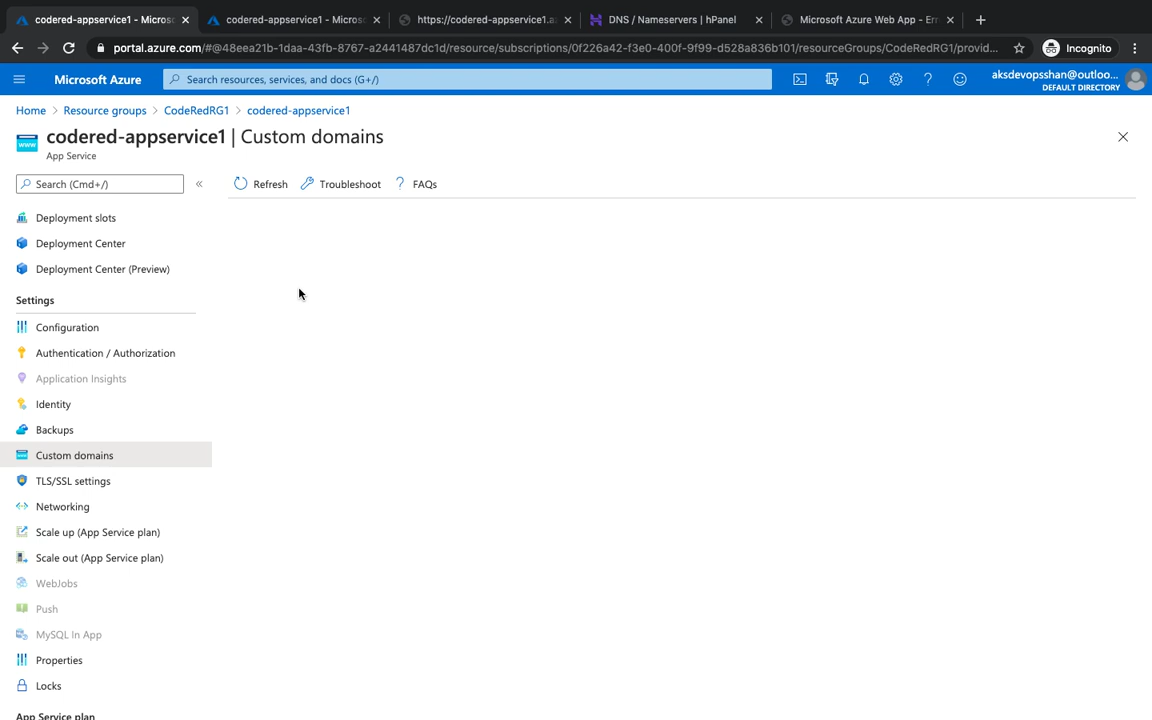 codered-appservice1 - Micros
codered-appservice1 - Micros
https://codered-appservice1.a
DNS / Nameservers | hPanel
Microsoft Azure Web App - Err
portal.azure.com/#@48eea21b-1daa-43fb-8767-a2441487dc1d/resource/subscriptions/0f226a42-f3e0-400f-9f99-d528a836b101/resourceGroups/CodeRedRG1/provid...
Incognito
Microsoft Azure
Search resources, services, and docs (G+/)
aksdevopsshan@outloo...
DEFAULT DIRECTORY
Home > Resource groups > CodeRedRG1 > codered-appservice1
www
codered-appservice1 | Custom domains
App Service
Search (Cmd+/)
«
Refresh
Troubleshoot
? FAQs
Deployment slots
Deployment Center
Deployment Center (Preview)
Settings
Configuration
Authentication / Authorization
Application Insights
Identity
Backups
Custom domains
TLS/SSL settings
Networking
Scale up (App Service plan)
Scale out (App Service plan)
WebJobs
Push
MySQL In App
Properties
Locks
App Service plan